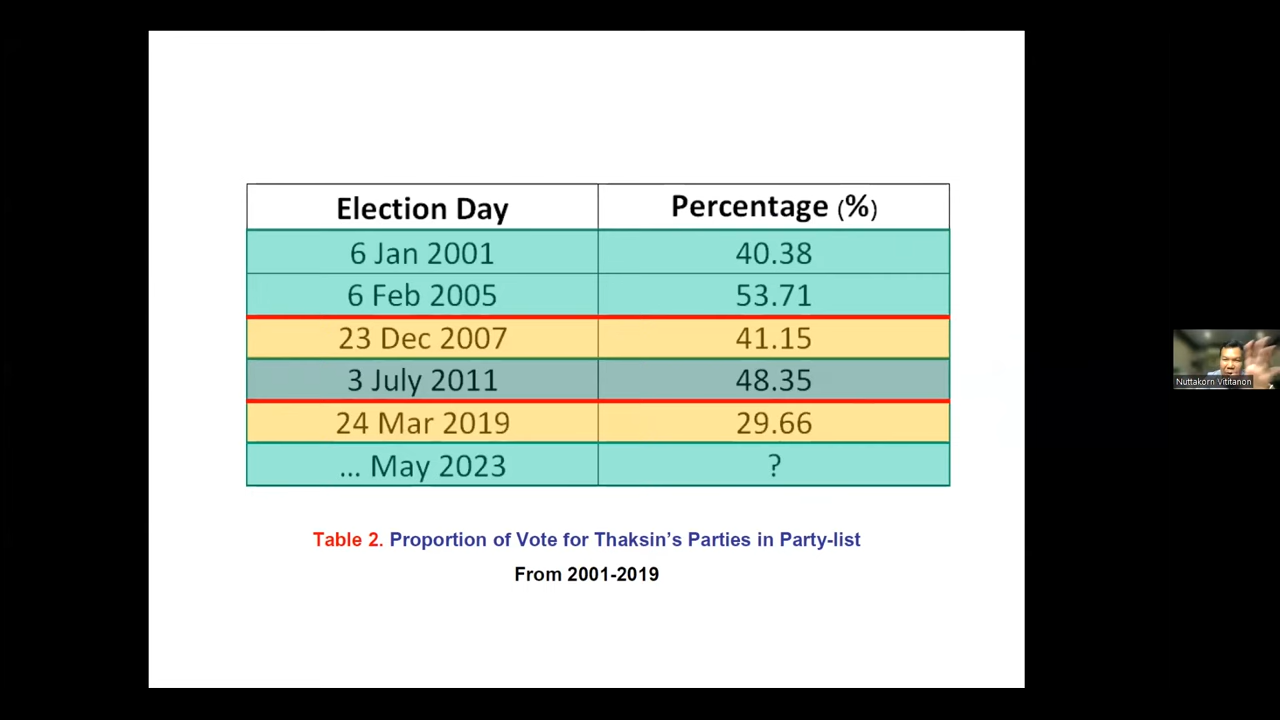 Election Day Percentage (%)
6 Jan 2001 40.38
6 Feb 2005 53.71
23 Dec 2007 41.15
3 July 2011 48.35
24 Mar 2019 29.66
... May 2023 ?
Table 2. Proportion of Vote for Thaksin's Parties in Party-list
From 2001-2019
Nuttakorn Vititanon